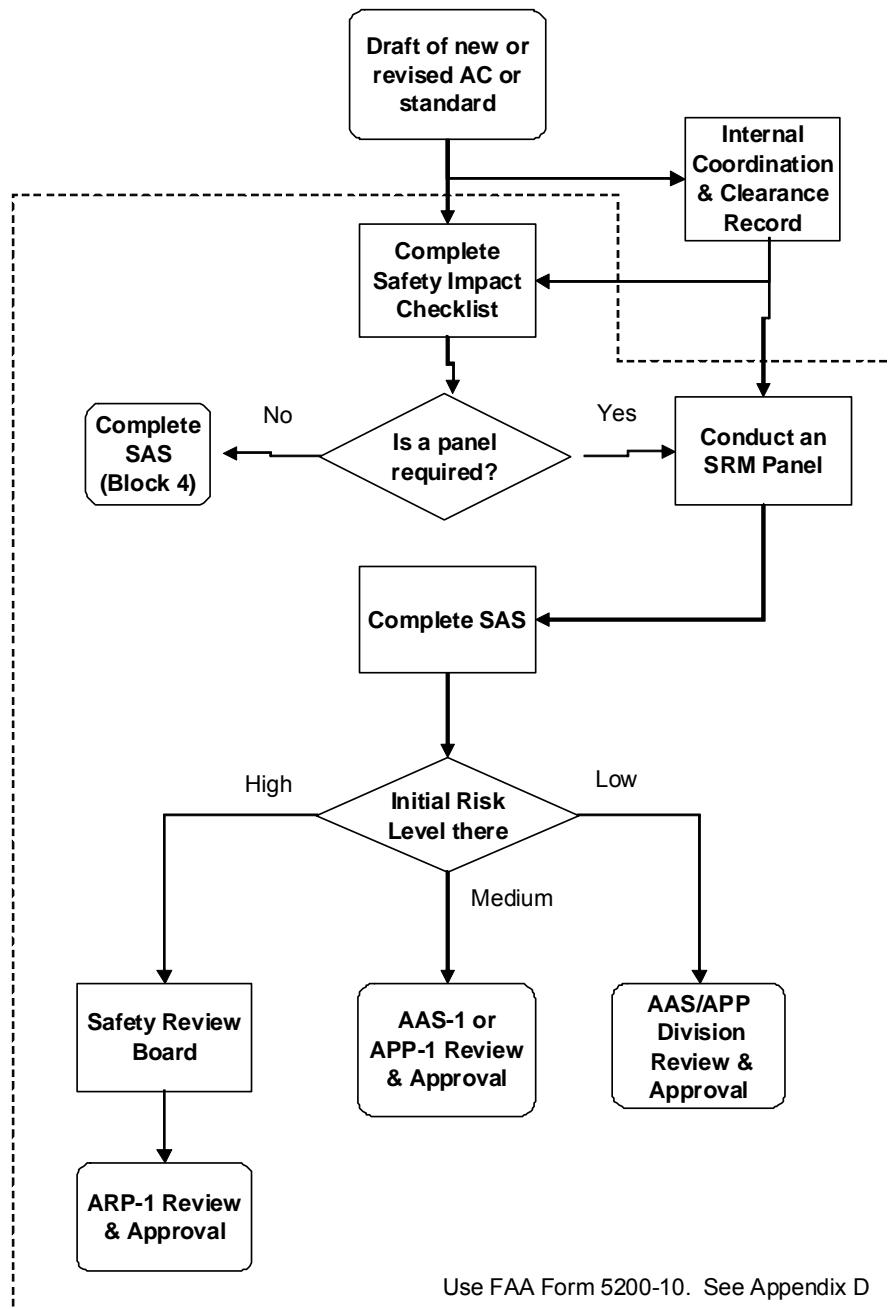 Draft of new or
revised AC or
standard
Internal
Coordination
& Clearance
Record
Complete
Safety Impact
Checklist
No
Yes
Complete
SAS
(Block 4)
Is a panel
required?
Conduct an
SRM Panel
Complete SAS
High
Low
Initial Risk
Level there
Medium
Safety Review
Board
AAS-1 or
APP-1 Review
& Approval
AAS/APP
Division
Review &
Approval
ARP-1 Review
& Approval
Use FAA Form 5200-10. See Appendix D